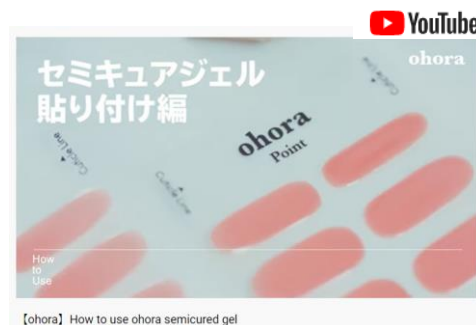 YouTube
ohora
セミキュアジェル
貼り付け編
Cuticle Line
Cuticle Line
Cuticle Line
ohora
Point
How
to
Use
【ohora】How to use ohora semicured gel